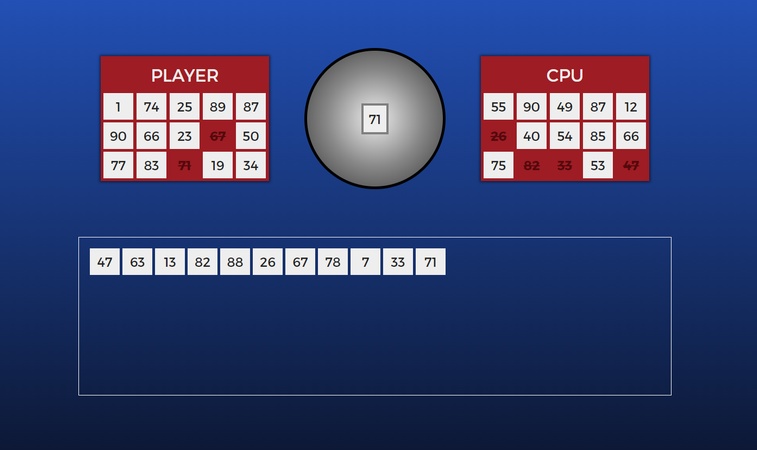 PLAYER
1 74 25 89 87
90 66 23 67 50
77 83 71 19 34
71
CPU
55 90 49 87 12
26 40 54 85 66
75 82 33 53 47
47 63 13 82 88 26 67 78 7 33 71